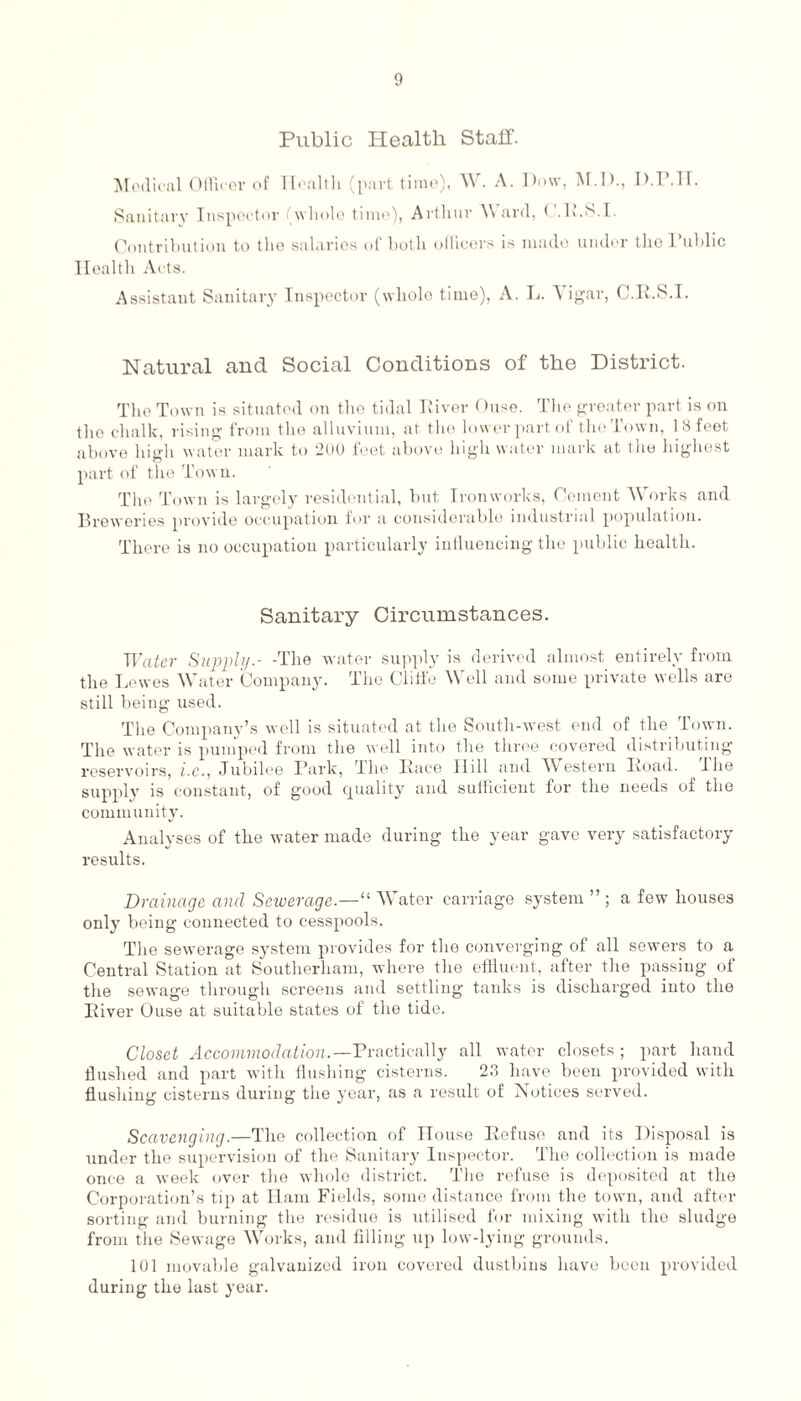 9
Public Health Staff.
Medical Officer of Health (part time), W. A. Dow, M.D., D.P.H.
Sanitary Inspector (whole time), Arthur Ward, C.R.S.I.
Contribution to the salaries of both officers is made under the Public
Health Acts.
Assistant Sanitary Inspector (whole time), A. L. Vigar, C.R.S.I.
Natural and Social Conditions of the District.
The Town is situated on the tidal River Ouse. The greater part is on
the chalk, rising from the alluvium, at the lower part of the Town, 18 feet
above high water mark to 200 feet above high water mark at the highest
part of the Town.
The Town is largely residential, but Ironworks, Cement Works and
Breweries provide occupation for a considerable industrial population.
There is no occupation particularly influencing the public health.
Sanitary Circumstances.
Water Supply.- -The water supply is derived almost entirely from
the Lewes Water Company. The Cliffe Well and some private wells are
still being used.
The Company's well is situated at the South-west end of the Town.
The water is pumped from the well into the three covered distributing
reservoirs, i.e., Jubilee Park, The Race Hill and Western Road. The
supply is constant, of good quality and sufficient for the needs of the
community.
Analyses of the water made during the year gave very satisfactory
results.
Drainage and Sewerage.—“ Water carriage system ” ; a few houses
only being connected to cesspools.
The sewerage system provides for the converging of all sewers to a
Central Station at Southerham, where the effluent, after the passing of
the sewage through screens and settling tanks is discharged into the
River Ouse at suitable states of the tide.
Closet Accommodation.—Practically all water closets ; part hand
flushed and part with flushing cisterns. 23 have been provided with
flushing cisterns during the year, as a result of Notices served.
Scavenging.—The collection of House Refuse and its Disposal is
under the supervision of the Sanitary Inspector. The collection is made
once a week over the whole district. The refuse is deposited at the
Corporation's tip at Ham Fields, some distance from the town, and after
sorting and burning the residue is utilised for mixing with the sludge
from the Sewage Works, and filling up low-lying grounds.
101 movable galvanized iron covered dustbins have been provided
during the last year.